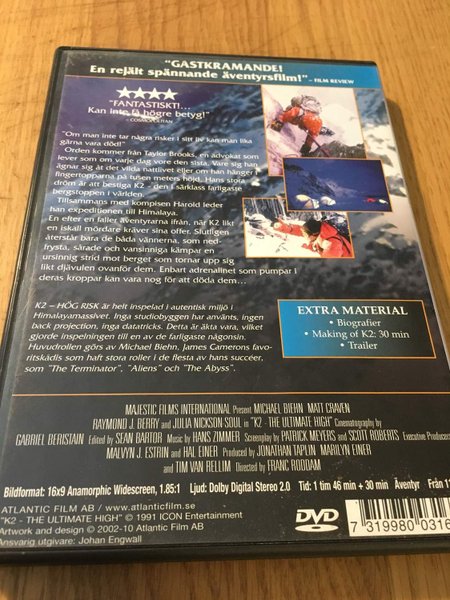 "GASTKRAMANDE!
En rejält spännande äventyrsfilm!" – FILM REVIEW
"FANTASTISKT!...
Kan inte få högre betyg!"
– COSMOPOLITAN
"Om man inte tar några risker i sitt liv kan man lika
gärna vara död!"
Orden kommer från Taylor Brooks, en advokat som
lever som om varje dag vore den sista. Vare sig han
ägnar sig åt det vilda nattlivet eller om han hänger i
fingertopparna på tusen meters höjd. Hans största
dröm är att bestiga K2 - den i särklass farligaste
bergstoppen i världen.
Tillsammans med kompisen Harold leder
han expeditionen till Himalaya.
En efter en faller äventyrarna ifrån, när K2 likt
en iskall mördare kräver sina offer. Slutligen
återstår bara de båda vännerna, som ned-
frysta, sårade och vansinniga kämpar en
ursinnig strid mot berget som tornar upp sig
likt djävulen ovanför dem. Enbart adrenalinet som pumpar i
deras kroppar kan vara nog för att döda dem...
K2 – HÖG RISK är helt inspelad i autentisk miljö i
Himalayamassivet. Inga studiobyggen har använts, ingen
back projection, inga datatricks. Detta är äkta vara, vilket
gjorde inspelningen till en av de farligaste någonsin.
Huvudrollen görs av Michael Biehn, James Camerons favo-
ritskådis som haft stora roller i de flesta av hans succéer,
som "The Terminator", "Aliens" och "The Abyss".
EXTRA MATERIAL
• Biografier
• Making of K2: 30 min
• Trailer
MAJESTIC FILMS INTERNATIONAL Present MICHAEL BIEHN MATT CRAVEN
RAYMOND J. BERRY and JULIA NICKSON SOUL in "K2 - THE ULTIMATE HIGH" Cinematography by
GABRIEL BERISTAIN Edited by SEAN BARTOR Music by HANS ZIMMER Screenplay by PATRICK MEYERS and SCOTT ROBERTS Executive Producers
MALVYN J. ESTRIN and HAL EINER Produced by JONATHAN TAPLIN MARILYN EINER
and TIM VAN RELLIM Directed by FRANC RODDAM
Bildformat: 16x9 Anamorphic Widescreen, 1.85:1 Ljud: Dolby Digital Stereo 2.0 Tid: 1 tim 46 min + 30 min Äventyr Från 1
ATLANTIC FILM AB / www.atlanticfilm.se
"K2 - THE ULTIMATE HIGH" © 1991 ICON Entertainment
Artwork and design © 2002-10 Atlantic Film AB
Ansvarig utgivare: Johan Engwall
DVD
7 319980 0316